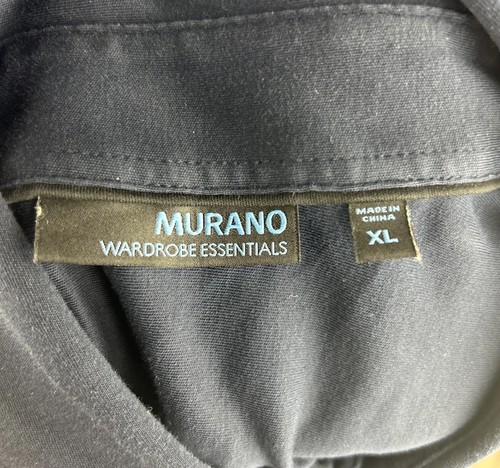 MURANO
WARDROBE ESSENTIALS
MADE IN
CHINA
XL